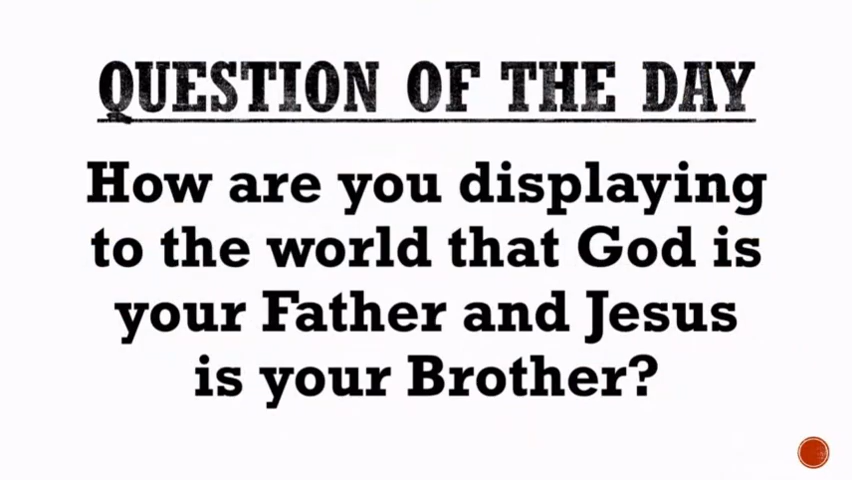 QUESTION OF THE DAY
How are you displaying
to the world that God is
your Father and Jesus
is your Brother?